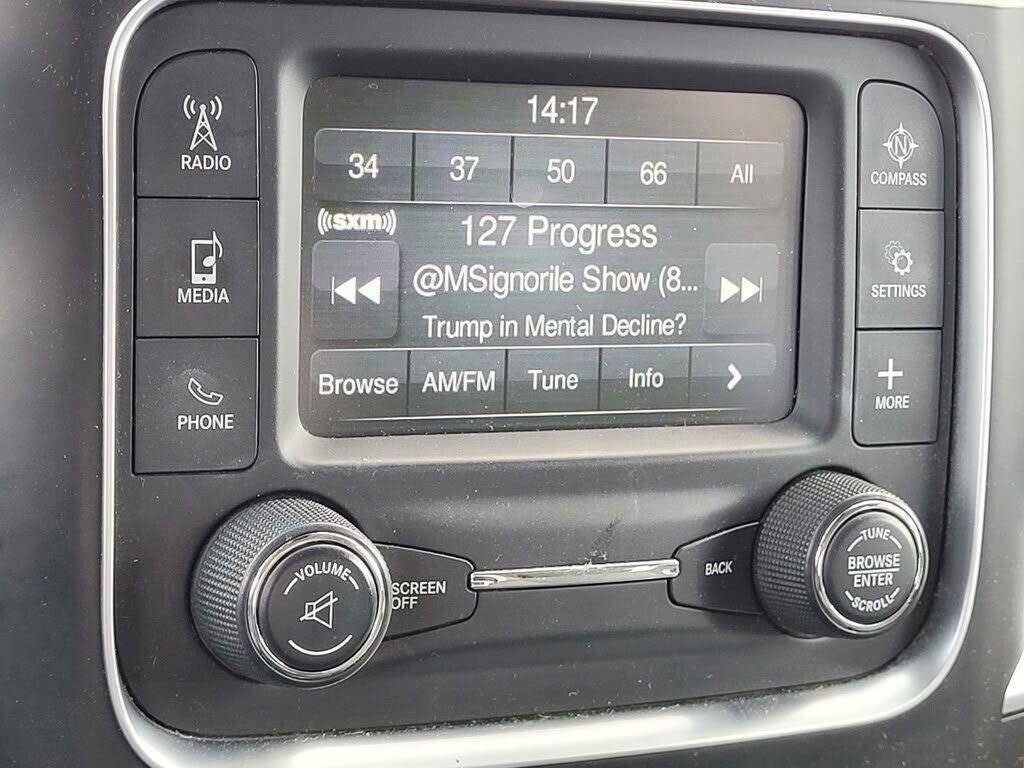 14:17
34 37 50 66 All
((sxm))
127 Progress
@MSignorile Show (8...
Trump in Mental Decline?
Browse AM/FM Tune Info
RADIO
MEDIA
PHONE
N
COMPASS
SETTINGS
MORE
VOLUME
SCREEN
OFF
BACK
TUNE
BROWSE
ENTER
SCROLL